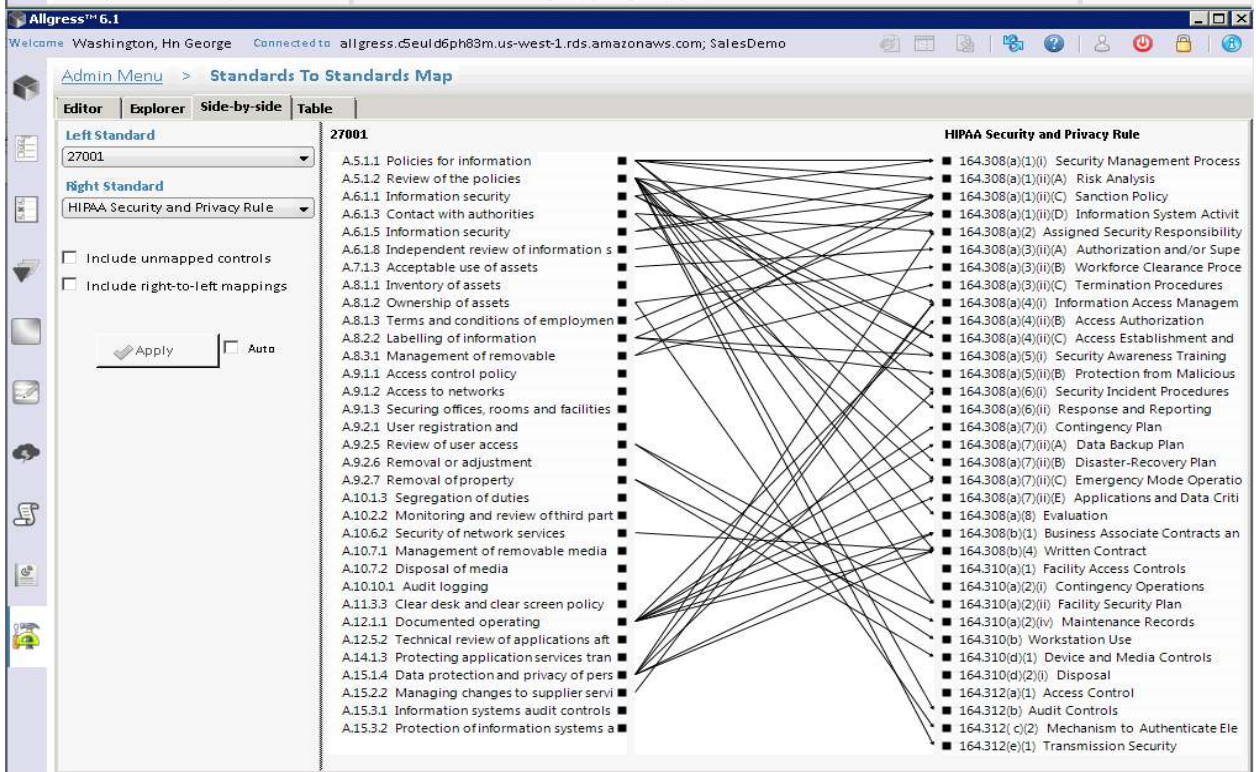 Allgress™ 6.1
Welcome Washington, Hn George Connected to allgress.c5euld6ph83m.us-west-1.rds.amazonaws.com; SalesDemo
Admin Menu > Standards To Standards Map
Editor Explorer Side-by-side Table
Left Standard
27001
Right Standard
HIPAA Security and Privacy Rule
Include unmapped controls
Include right-to-left mappings
Apply
Auto
27001
A.5.1.1 Policies for information
A.5.1.2 Review of the policies
A.6.1.1 Information security
A.6.1.3 Contact with authorities
A.6.1.5 Information security
A.6.1.8 Independent review of information s
A.7.1.3 Acceptable use of assets
A.8.1.1 Inventory of assets
A.8.1.2 Ownership of assets
A.8.1.3 Terms and conditions of employmen
A.8.2.2 Labelling of information
A.8.3.1 Management of removable
A.9.1.1 Access control policy
A.9.1.2 Access to networks
A.9.1.3 Securing offices, rooms and facilities
A.9.2.1 User registration and
A.9.2.5 Review of user access
A.9.2.6 Removal or adjustment
A.9.2.7 Removal of property
A.10.1.3 Segregation of duties
A.10.2.2 Monitoring and review of third part
A.10.6.2 Security of network services
A.10.7.1 Management of removable media
A.10.7.2 Disposal of media
A.10.10.1 Audit logging
A.11.3.3 Clear desk and clear screen policy
A.12.1.1 Documented operating
A.12.5.2 Technical review of applications aft
A.14.1.3 Protecting application services tran
A.15.1.4 Data protection and privacy of pers
A.15.2.2 Managing changes to supplier servi
A.15.3.1 Information systems audit controls
A.15.3.2 Protection of information systems a
HIPAA Security and Privacy Rule
164.308(a)(1)(i) Security Management Process
164.308(a)(1)(ii)(A) Risk Analysis
164.308(a)(1)(ii)(C) Sanction Policy
164.308(a)(1)(ii)(D) Information System Activit
164.308(a)(2) Assigned Security Responsibility
164.308(a)(3)(ii)(A) Authorization and/or Supe
164.308(a)(3)(ii)(B) Workforce Clearance Proce
164.308(a)(3)(ii)(C) Termination Procedures
164.308(a)(4)(i) Information Access Managem
164.308(a)(4)(ii)(B) Access Authorization
164.308(a)(4)(ii)(C) Access Establishment and
164.308(a)(5)(i) Security Awareness Training
164.308(a)(5)(ii)(B) Protection from Malicious
164.308(a)(6)(i) Security Incident Procedures
164.308(a)(6)(ii) Response and Reporting
164.308(a)(7)(i) Contingency Plan
164.308(a)(7)(ii)(A) Data Backup Plan
164.308(a)(7)(ii)(B) Disaster-Recovery Plan
164.308(a)(7)(ii)(C) Emergency Mode Operatio
164.308(a)(7)(ii)(E) Applications and Data Criti
164.308(a)(8) Evaluation
164.308(b)(1) Business Associate Contracts an
164.308(b)(4) Written Contract
164.310(a)(1) Facility Access Controls
164.310(a)(2)(i) Contingency Operations
164.310(a)(2)(ii) Facility Security Plan
164.310(a)(2)(iv) Maintenance Records
164.310(b) Workstation Use
164.310(d)(1) Device and Media Controls
164.310(d)(2)(i) Disposal
164.312(a)(1) Access Control
164.312(b) Audit Controls
164.312( c)(2) Mechanism to Authenticate Ele
164.312(e)(1) Transmission Security